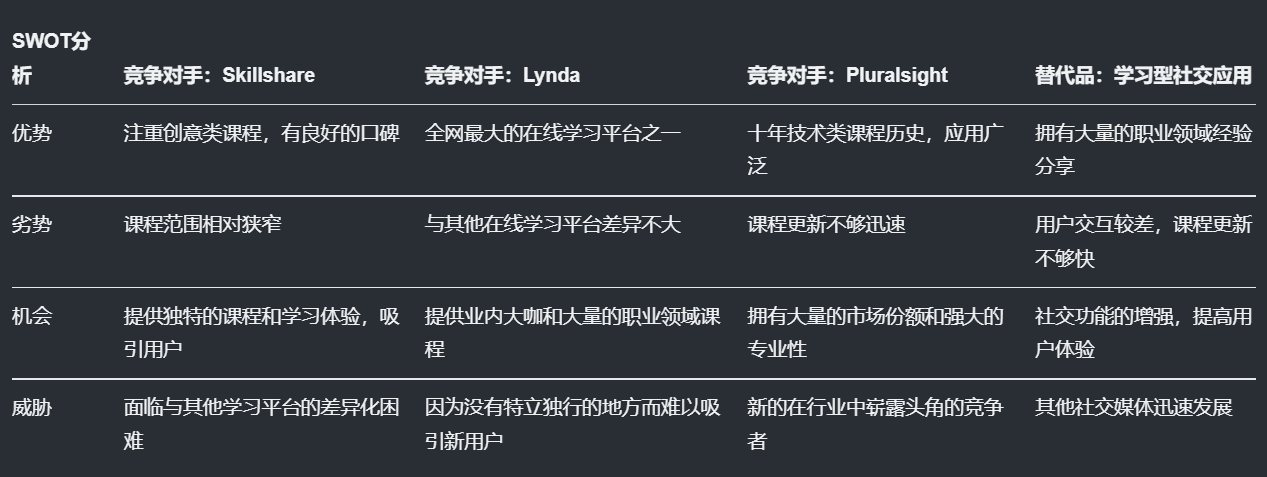 SWOT分
析 竞争对手：Skillshare 竞争对手：Lynda 竞争对手：Pluralsight 替代品：学习型社交应用
优势 注重创意类课程，有良好的口碑 全网最大的在线学习平台之一 十年技术类课程历史，应用广 拥有大量的职业领域经验
泛 分享
劣势 课程范围相对狭窄 与其他在线学习平台差异不大 课程更新不够迅速 用户交互较差，课程更新
不够快
机会 提供独特的课程和学习体验，吸 提供业内大咖和大量的职业领域课 拥有大量的市场份额和强大的 社交功能的增强，提高用
引用户 程 专业性 户体验
威胁 面临与其他学习平台的差异化困 因为没有特立独行的地方而难以吸 新的在行业中崭露头角的竞争 其他社交媒体迅速发展
难 引新用户 者